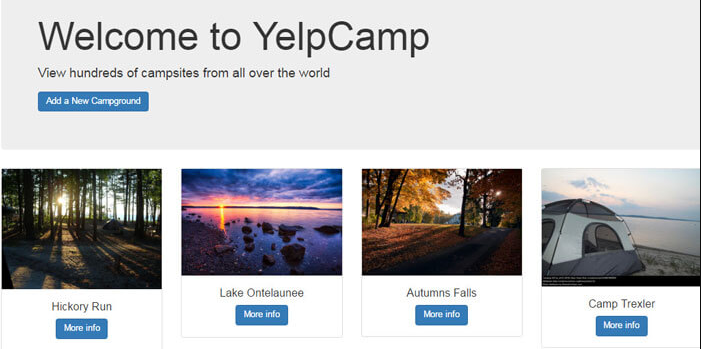 Welcome to YelpCamp
View hundreds of campsites from all over the world
Add a New Campground
Hickory Run
More info
Lake Ontelaunee
More info
Autumns Falls
More info
Camp Trexler
More info